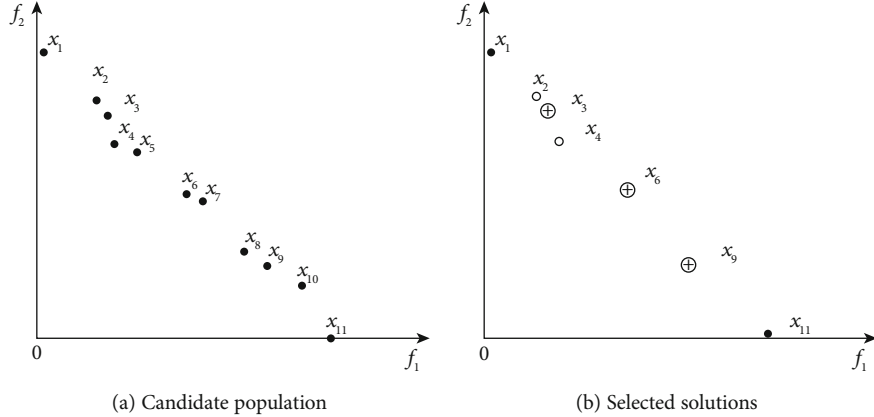 f₂
x₁
x₂
x₃
x₄
x₅
x₆
x₇
x₈
x₉
x₁₀
x₁₁
0
f₁
(a) Candidate population
f₂
x₁
x₂
x₃
x₄
x₆
x₉
x₁₁
0
f₁
(b) Selected solutions